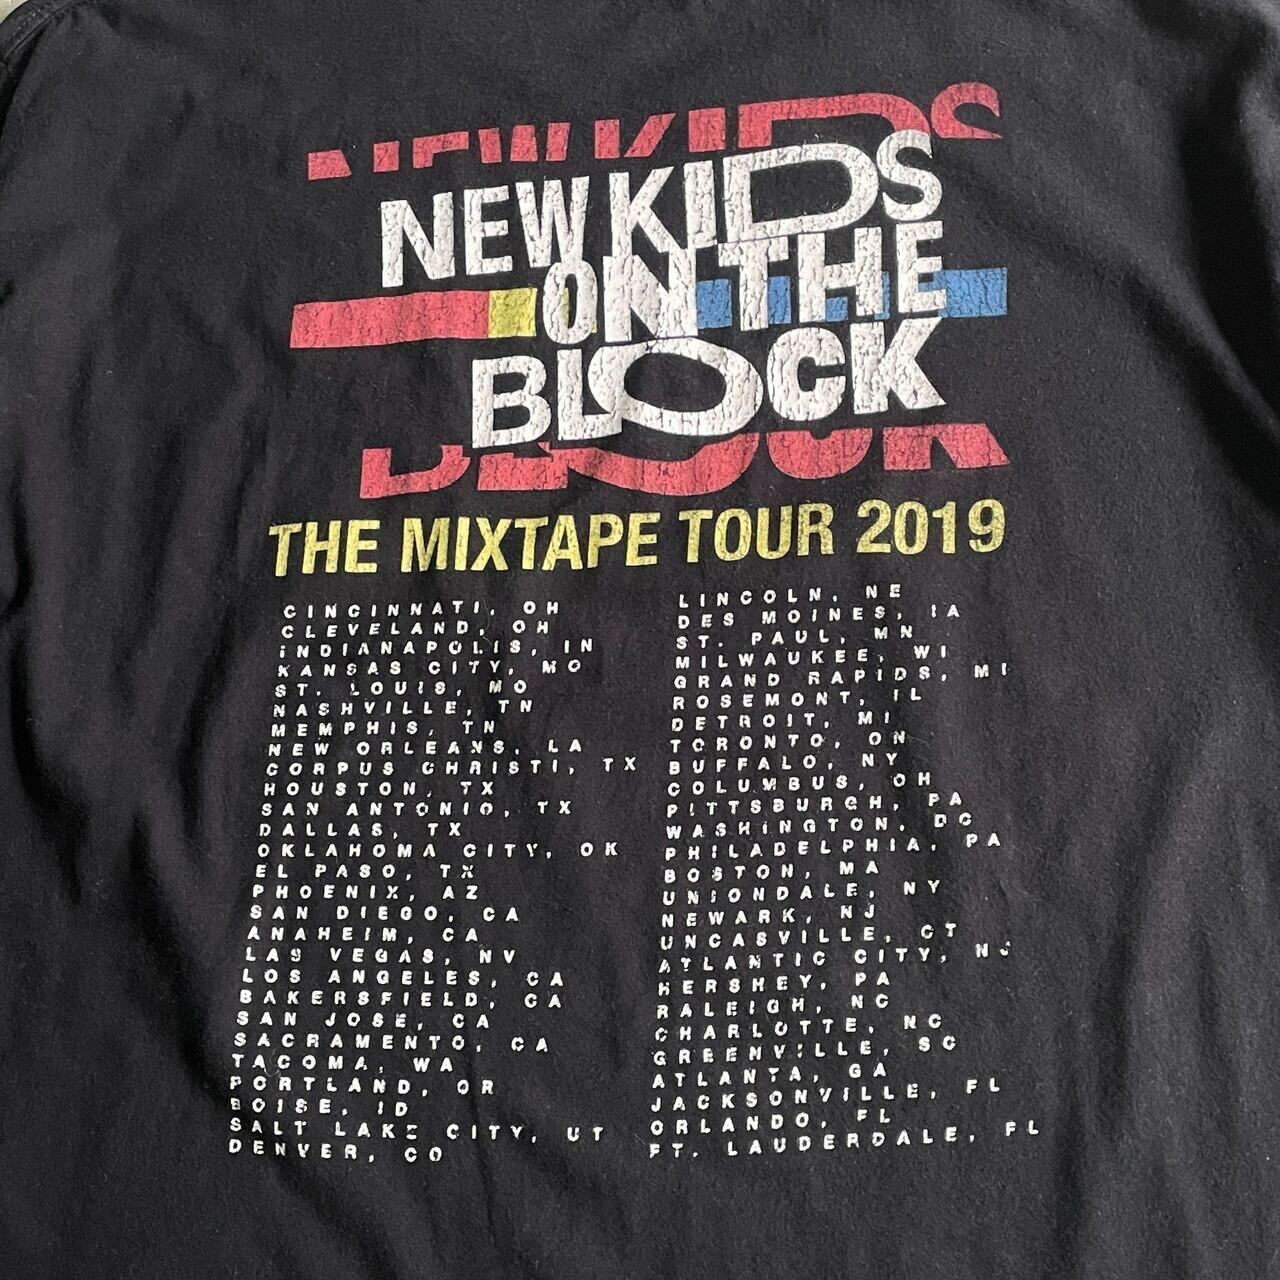 NEW KIDS
NEW KIDS
ON THE
BLOCK
BLOCK
THE MIXTAPE TOUR 2019
CINCINNATI, OH
CLEVELAND, OH
INDIANAPOLIS, IN
KANSAS CITY, MO
ST. LOUIS, MO
NASHVILLE, TN
MEMPHIS, TN
NEW ORLEANS, LA
CORPUS CHRISTI, TX
HOUSTON, TX
SAN ANTONIO, TX
DALLAS, TX
OKLAHOMA CITY, OK
EL PASO, TX
PHOENIX, AZ
SAN DIEGO, CA
ANAHEIM, CA
LAS VEGAS, NV
LOS ANGELES, CA
BAKERSFIELD, CA
SAN JOSE, CA
SACRAMENTO, CA
TACOMA, WA
PORTLAND, OR
BOISE, ID
SALT LAKE CITY, UT
DENVER, CO
LINCOLN, NE
DES MOINES, IA
ST. PAUL, MN
MILWAUKEE, WI
GRAND RAPIDS, MI
ROSEMONT, IL
DETROIT, MI
TORONTO, ON
BUFFALO, NY
COLUMBUS, OH
PITTSBURGH, PA
WASHINGTON, DC
PHILADELPHIA, PA
BOSTON, MA
UNIONDALE, NY
NEWARK, NJ
UNCASVILLE, CT
ATLANTIC CITY, NJ
HERSHEY, PA
RALEIGH, NC
CHARLOTTE, NC
GREENVILLE, SC
ATLANTA, GA
JACKSONVILLE, FL
ORLANDO, FL
FT. LAUDERDALE, FL